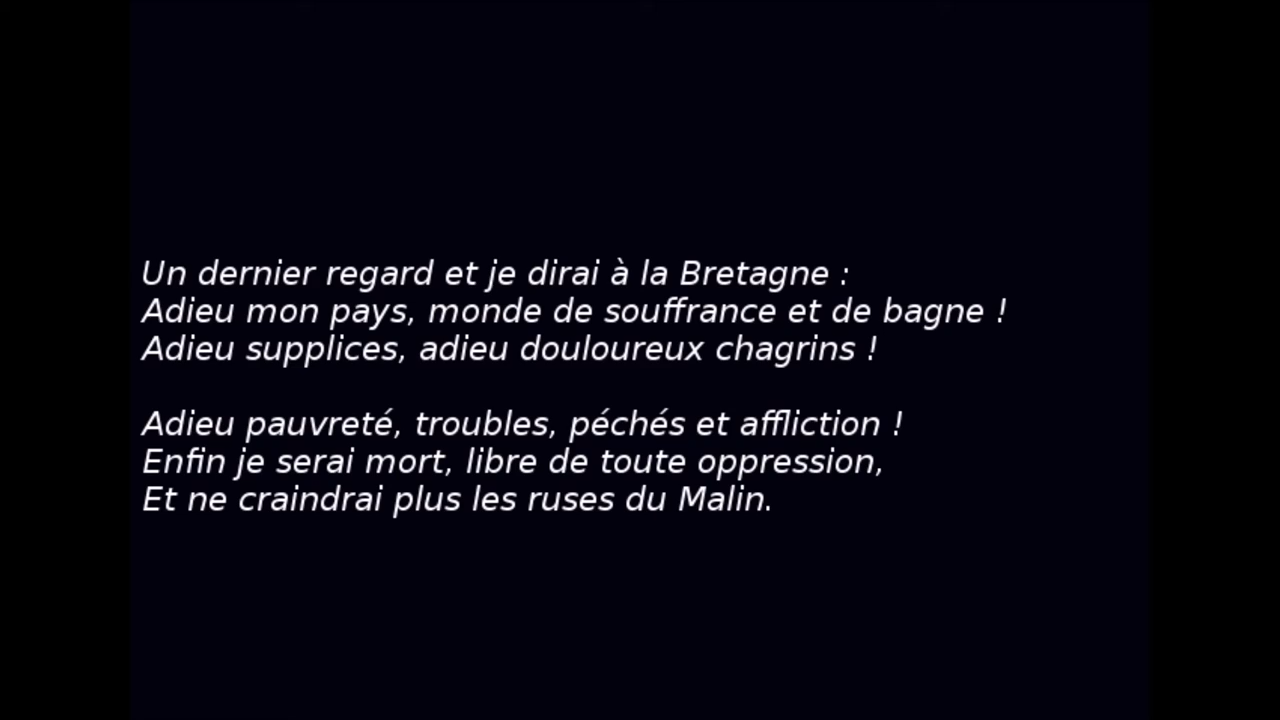 Un dernier regard et je dirai à la Bretagne :
Adieu mon pays, monde de souffrance et de bagne !
Adieu supplices, adieu douloureux chagrins !
Adieu pauvreté, troubles, péchés et affliction !
Enfin je serai mort, libre de toute oppression,
Et ne craindrai plus les ruses du Malin.